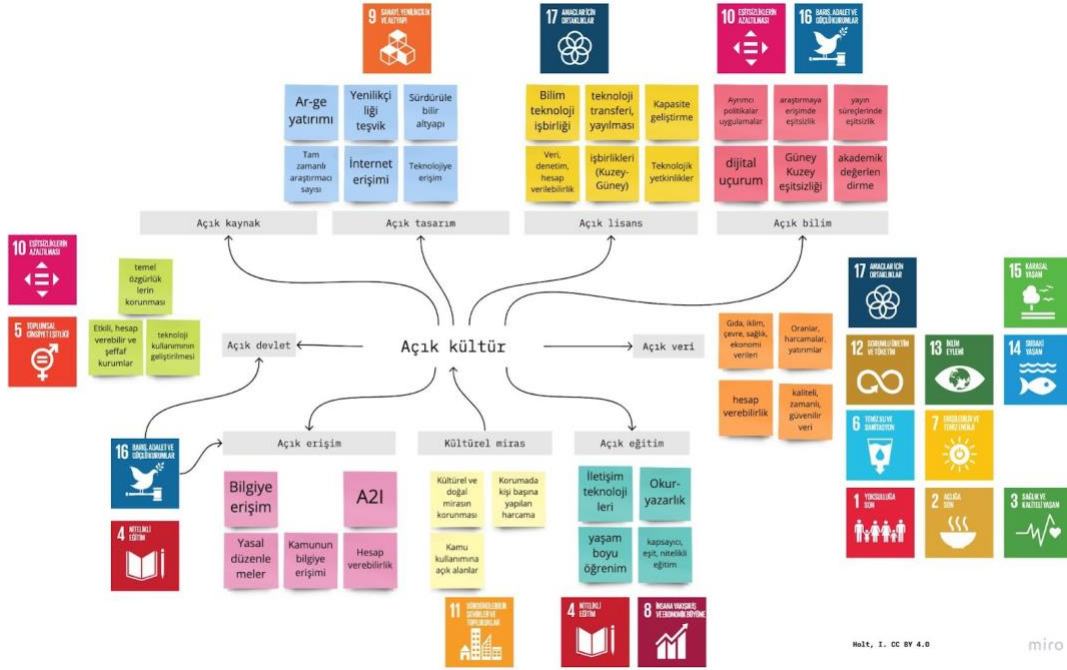 9 SANAYİ, YENİLİKÇİLİK
VE ALTYAPI
17 AMAÇLAR İÇİN
ORTAKLIKLAR
10 EŞİTSİZLİKLERİN
AZALTILMASI
16 BARIŞ, ADALET VE
GÜÇLÜ KURUMLAR
Ar-ge
yatırımı
Yenilikçi
liği
teşvik
Sürdürüle
bilir
altyapı
Tam
zamanlı
araştırmacı
sayısı
İnternet
erişimi
Teknolojiye
erişim
Bilim
teknoloji
işbirliği
teknoloji
transferi,
yayılması
Kapasite
geliştirme
Veri,
denetim,
hesap
verilebilirlik
işbirlikleri
(Kuzey-
Güney)
Teknolojik
yetkinlikler
Ayrımcı
politikalar
uygulamalar
araştırmaya
erişimde
eşitsizlik
yayın
süreçlerinde
eşitsizlik
dijital
uçurum
Güney
Kuzey
eşitsizliği
akademik
değerlen
dirme
Açık kaynak
Açık tasarım
Açık lisans
Açık bilim
10 EŞİTSİZLİKLERİN
AZALTILMASI
5 TOPLUMSAL
CİNSİYET EŞİTLİĞİ
temel
özgürlük
lerin
korunması
Etkili, hesap
verebilir ve
şeffaf
kurumlar
teknoloji
kullanımının
geliştirilmesi
Açık devlet
Açık kültür
Açık veri
Gıda, iklim,
çevre, sağlık,
ekonomi
verileri
Oranlar,
harcamalar,
yatırımlar
hesap
verebilirlik
kaliteli,
zamanlı,
güvenilir
veri
17 AMAÇLAR İÇİN
ORTAKLIKLAR
15 KARASAL
YAŞAM
12 SORUMLU ÜRETİM
VE TÜKETİM
13 İKLİM
EYLEMİ
14 SUDAKİ
YAŞAM
6 TEMİZ SU VE
SANİTASYON
7 ERİŞİLEBİLİR VE
TEMİZ ENERJİ
1 YOKSULLUĞA
SON
2 AÇLIĞA
SON
3 SAĞLIK VE
KALİTELİ YAŞAM
16 BARIŞ, ADALET VE
GÜÇLÜ KURUMLAR
4 NİTELİKLİ
EĞİTİM
Açık erişim
Kültürel miras
Açık eğitim
Bilgiye
erişim
A2I
Yasal
düzenle
meler
Kamunun
bilgiye
erişimi
Hesap
verebilirlik
Kültürel ve
doğal
mirasın
korunması
Korumada
kişi başına
yapılan
harcama
Kamu
kullanımına
açık alanlar
İletişim
teknoloji
leri
Okur-
yazarlık
yaşam
boyu
öğrenim
kapsayıcı,
eşit, nitelikli
eğitim
11 SÜRDÜRÜLEBİLİR
ŞEHİRLER VE
TOPLULUKLAR
4 NİTELİKLİ
EĞİTİM
8 İNSANA YAKIŞIR İŞ
VE EKONOMİK BÜYÜME
Holt, I. CC BY 4.0
miro